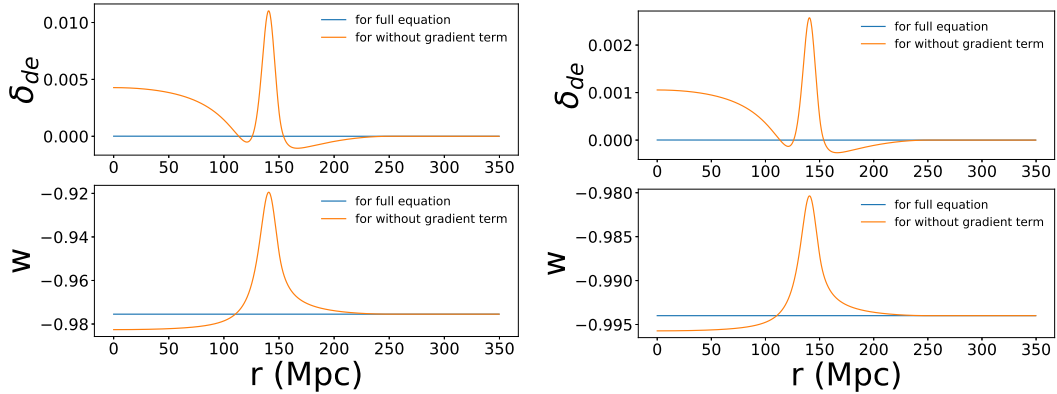 δde
0.010
0.005
0.000
for full equation
for without gradient term
0 50 100 150 200 250 300 350
w
−0.92
−0.94
−0.96
−0.98
for full equation
for without gradient term
0 50 100 150 200 250 300 350
r (Mpc)
δde
0.002
0.001
0.000
for full equation
for without gradient term
0 50 100 150 200 250 300 350
w
−0.980
−0.985
−0.990
−0.995
for full equation
for without gradient term
0 50 100 150 200 250 300 350
r (Mpc)